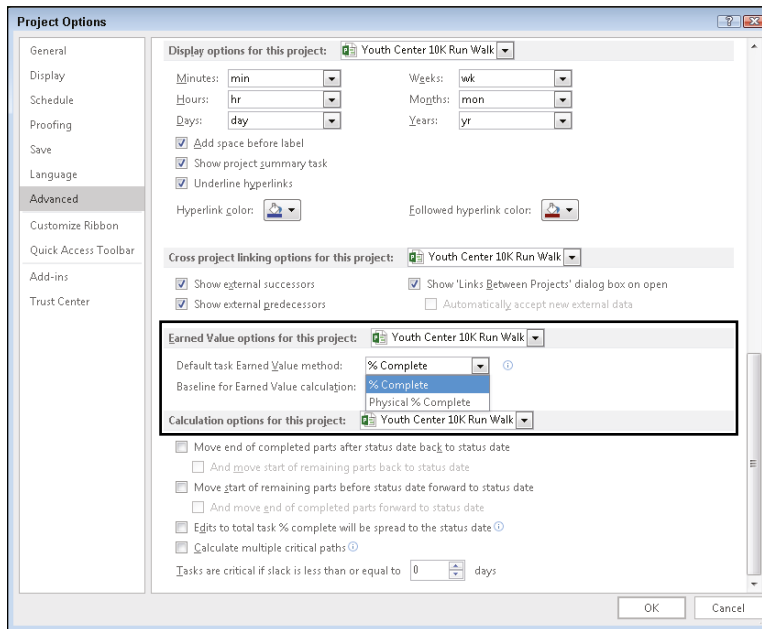 Project Options
General
Display
Schedule
Proofing
Save
Language
Advanced
Customize Ribbon
Quick Access Toolbar
Add-ins
Trust Center
Display options for this project: Youth Center 10K Run Walk
Minutes: min Weeks: wk
Hours: hr Months: mon
Days: day Years: yr
Add space before label
Show project summary task
Underline hyperlinks
Hyperlink color: Followed hyperlink color:
Cross project linking options for this project: Youth Center 10K Run Walk
Show external successors Show 'Links Between Projects' dialog box on open
Show external predecessors Automatically accept new external data
Earned Value options for this project: Youth Center 10K Run Walk
Default task Earned Value method: % Complete
Baseline for Earned Value calculation: % Complete
Physical % Complete
Calculation options for this project: Youth Center 10K Run Walk
Move end of completed parts after status date back to status date
And move start of remaining parts back to status date
Move start of remaining parts before status date forward to status date
And move end of completed parts forward to status date
Edits to total task % complete will be spread to the status date
Calculate multiple critical paths
Tasks are critical if slack is less than or equal to 0 days
OK Cancel